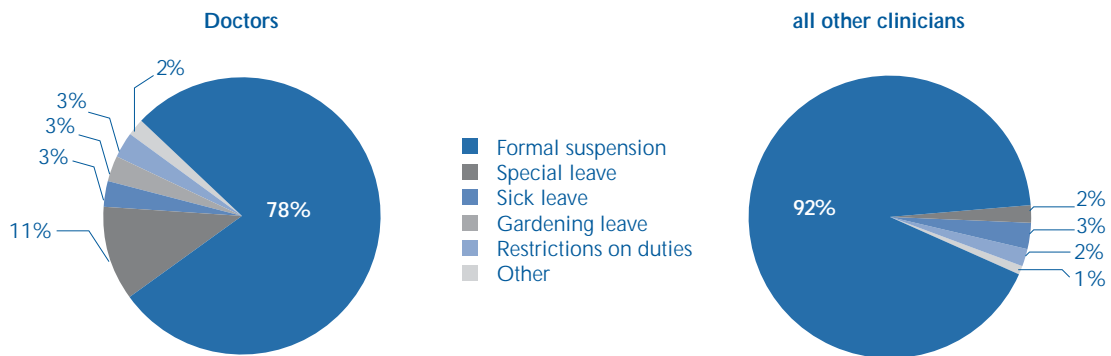 Doctors
all other clinicians
2%
3%
3%
3%
11%
78%
Formal suspension
Special leave
Sick leave
Gardening leave
Restrictions on duties
Other
92%
2%
3%
2%
1%